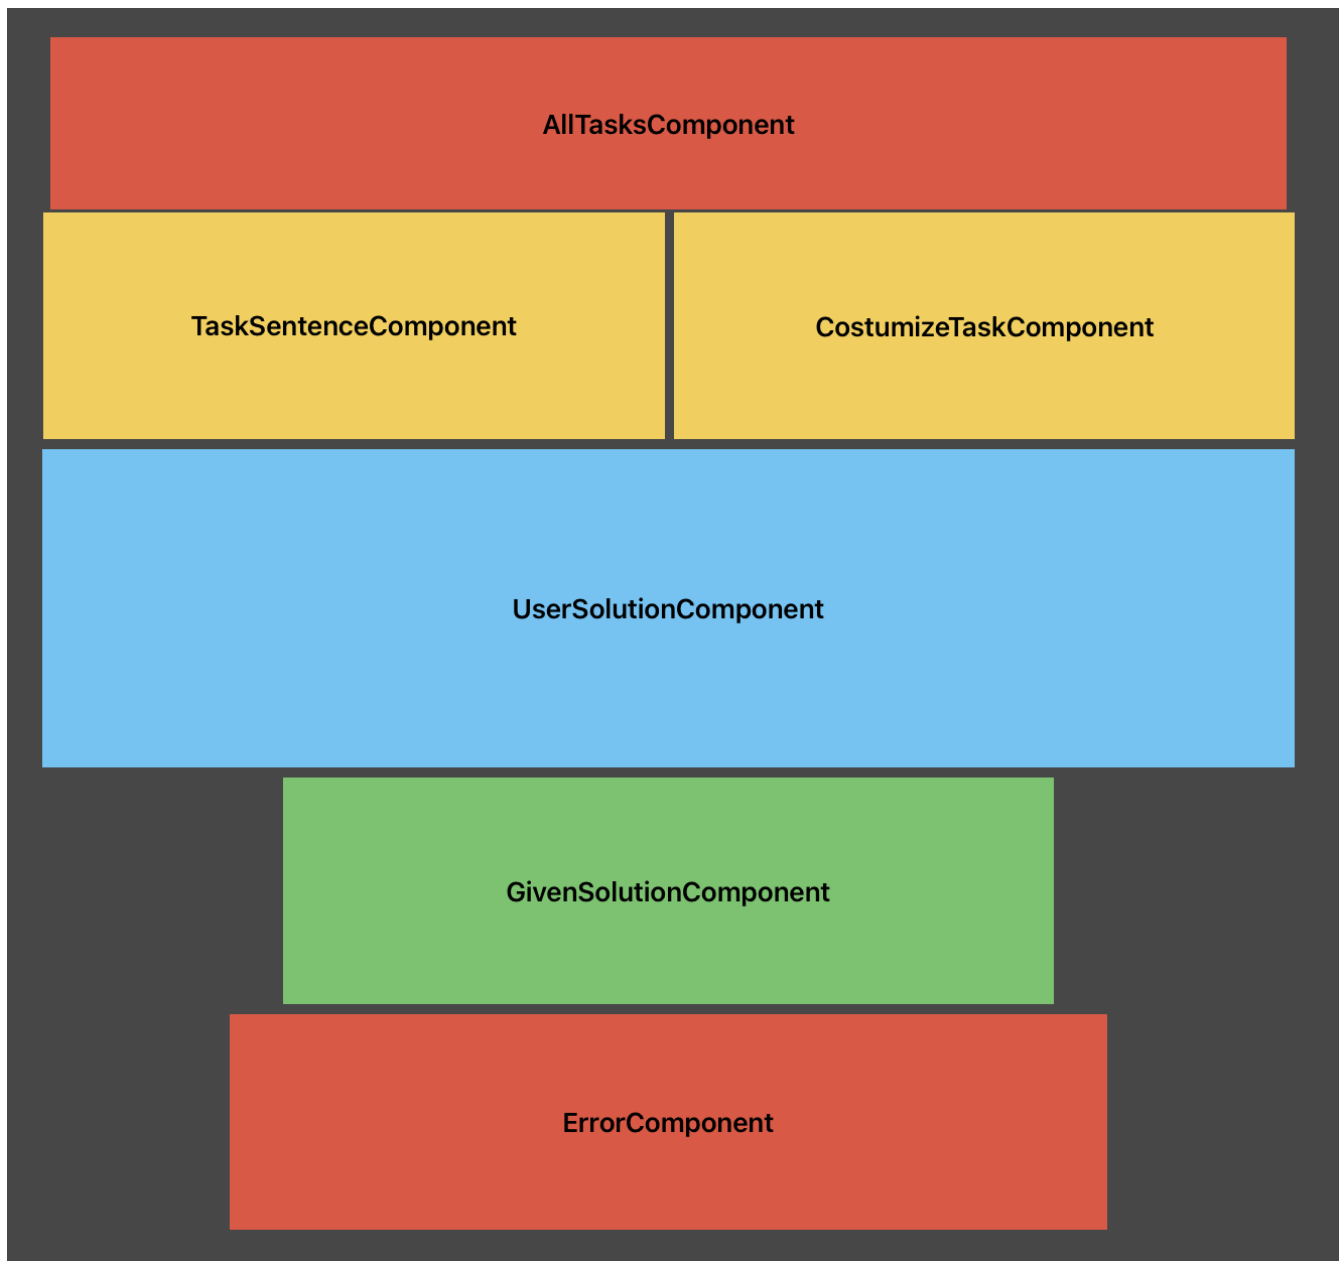 AllTasksComponent
TaskSentenceComponent
CostumizeTaskComponent
UserSolutionComponent
GivenSolutionComponent
ErrorComponent